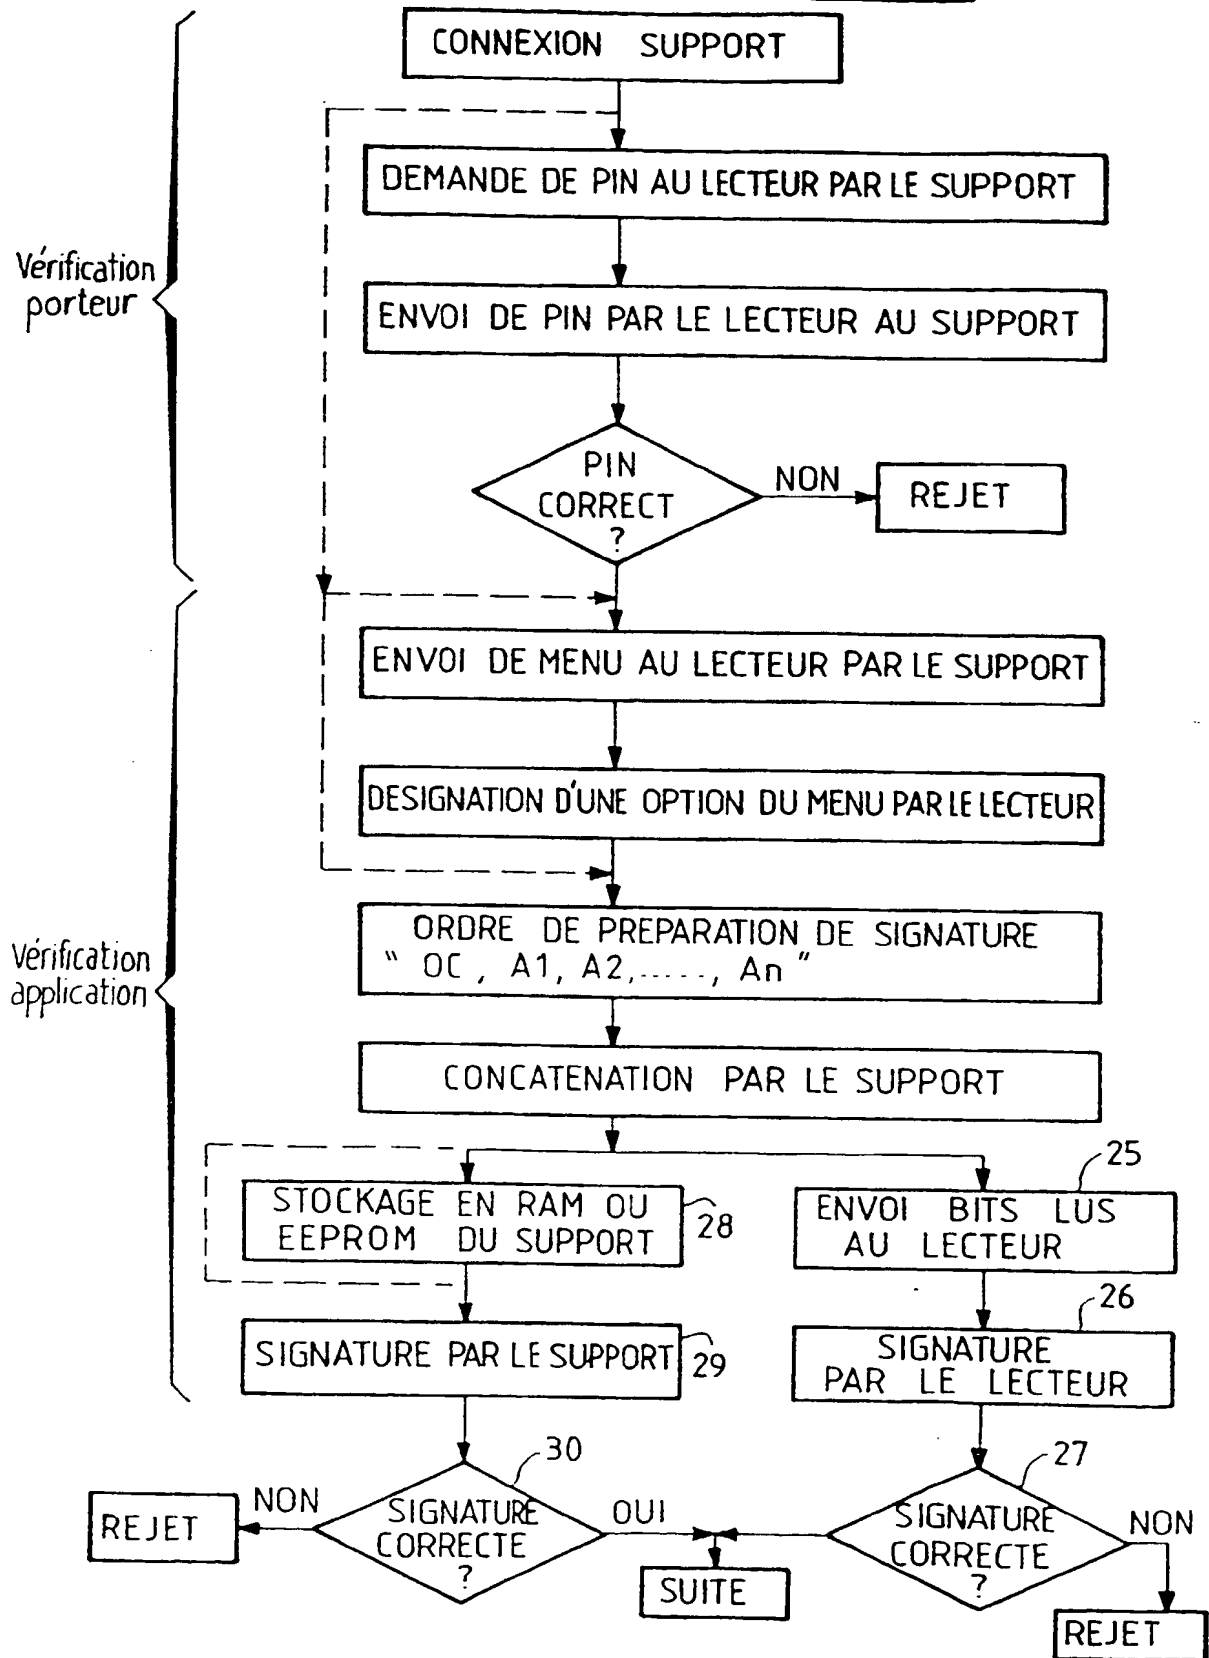 CONNEXION SUPPORT
DEMANDE DE PIN AU LECTEUR PAR LE SUPPORT
Vérification
porteur
ENVOI DE PIN PAR LE LECTEUR AU SUPPORT
PIN
CORRECT
?
NON
REJET
ENVOI DE MENU AU LECTEUR PAR LE SUPPORT
DESIGNATION D'UNE OPTION DU MENU PAR LE LECTEUR
Vérification
application
ORDRE DE PREPARATION DE SIGNATURE
" OC, A1, A2,....., An "
CONCATENATION PAR LE SUPPORT
STOCKAGE EN RAM OU
EEPROM DU SUPPORT
28
25
ENVOI BITS LUS
AU LECTEUR
SIGNATURE PAR LE SUPPORT
29
26
SIGNATURE
PAR LE LECTEUR
30
SIGNATURE
CORRECTE
?
NON
REJET
OUI
SUITE
27
SIGNATURE
CORRECTE
?
NON
REJET